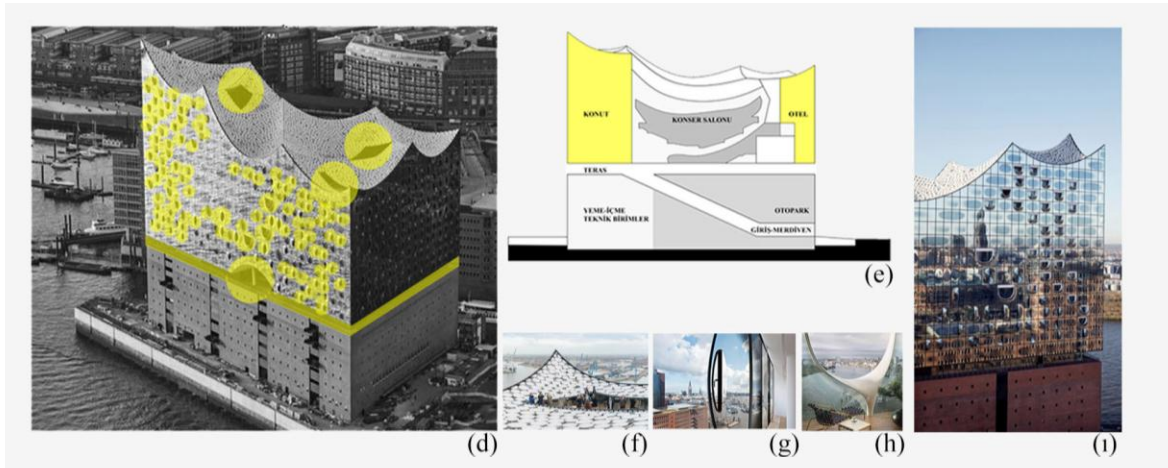 KONUT
KONSER SALONU
OTEL
TERAS
YEME-İÇME
TEKNİK BİRİMLER
OTOPARK
GİRİŞ-MERDİVEN
(e)
(d)
(f)
(g)
(h)
(ı)